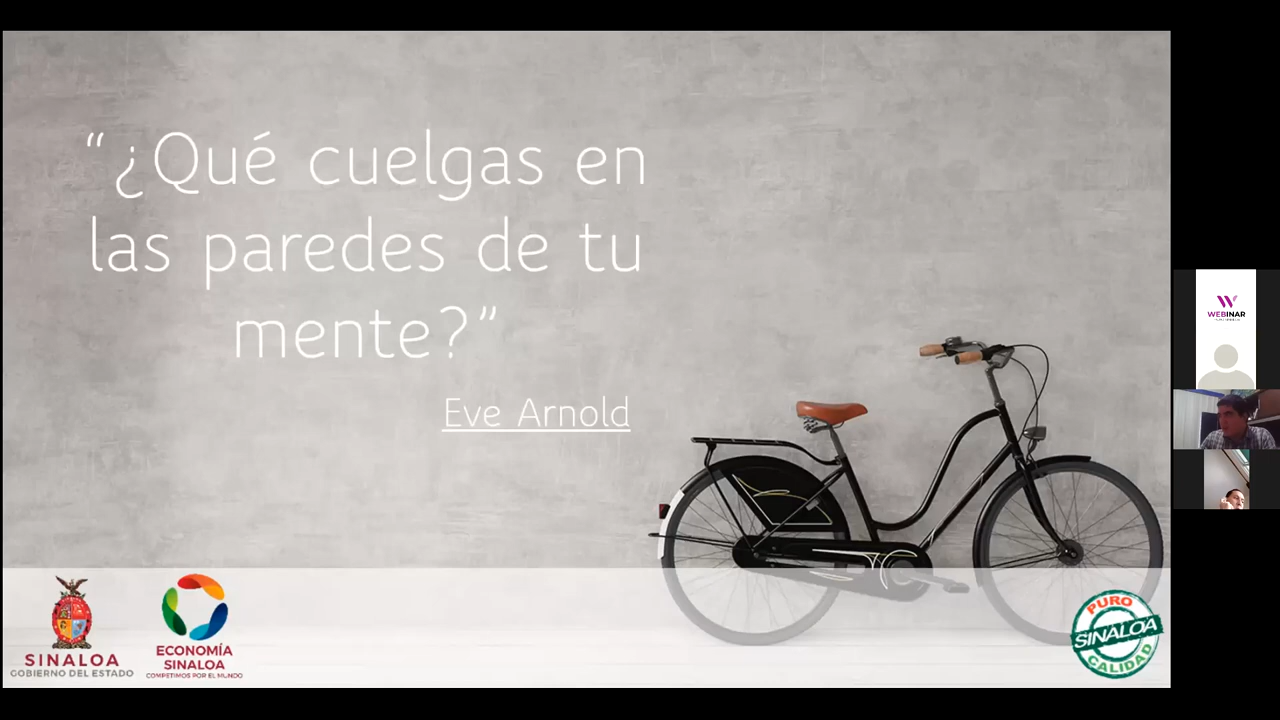 “¿Qué cuelgas en
las paredes de tu
mente?”
Eve Arnold
SINALOA
GOBIERNO DEL ESTADO
ECONOMÍA
SINALOA
COMPETIMOS POR EL MUNDO
PURO
SINALOA
CALIDAD
WEBINAR